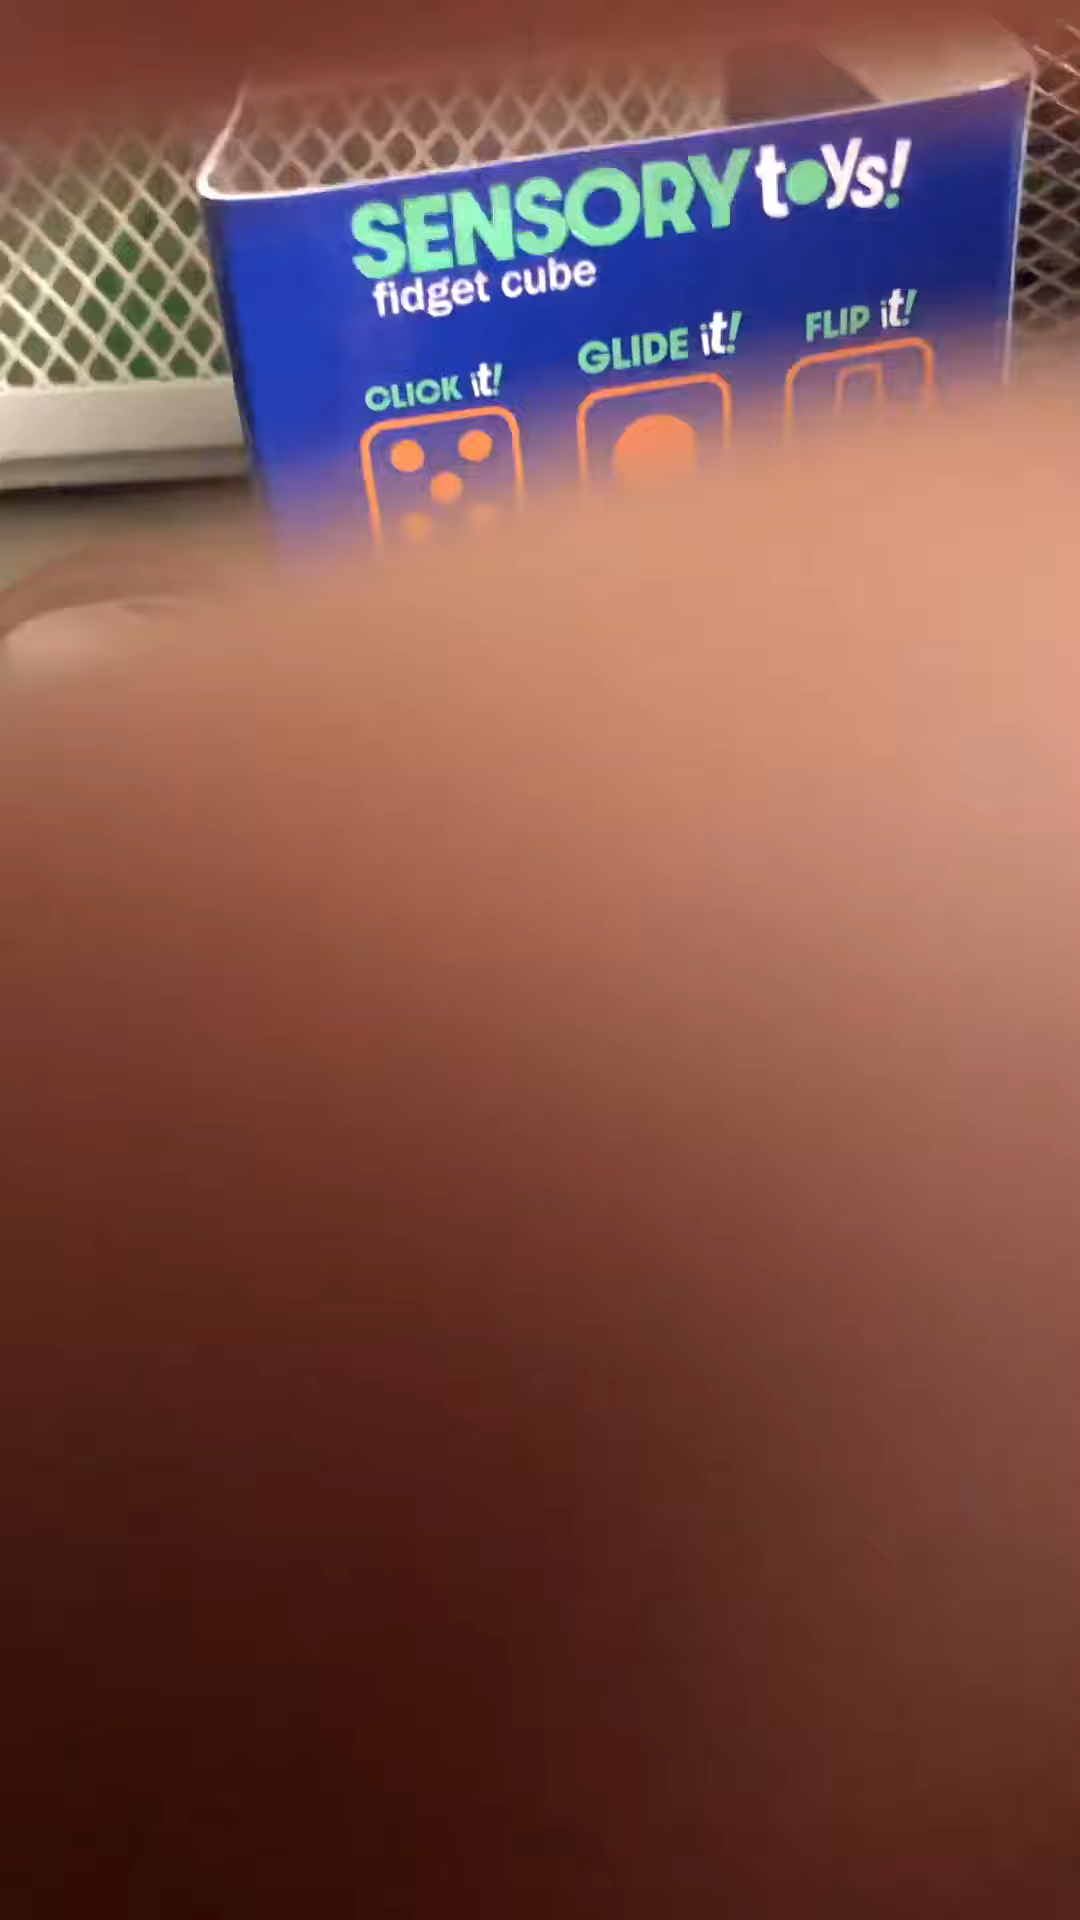 SENSORY toys!
fidget cube
CLICK it!
GLIDE it!
FLIP it!